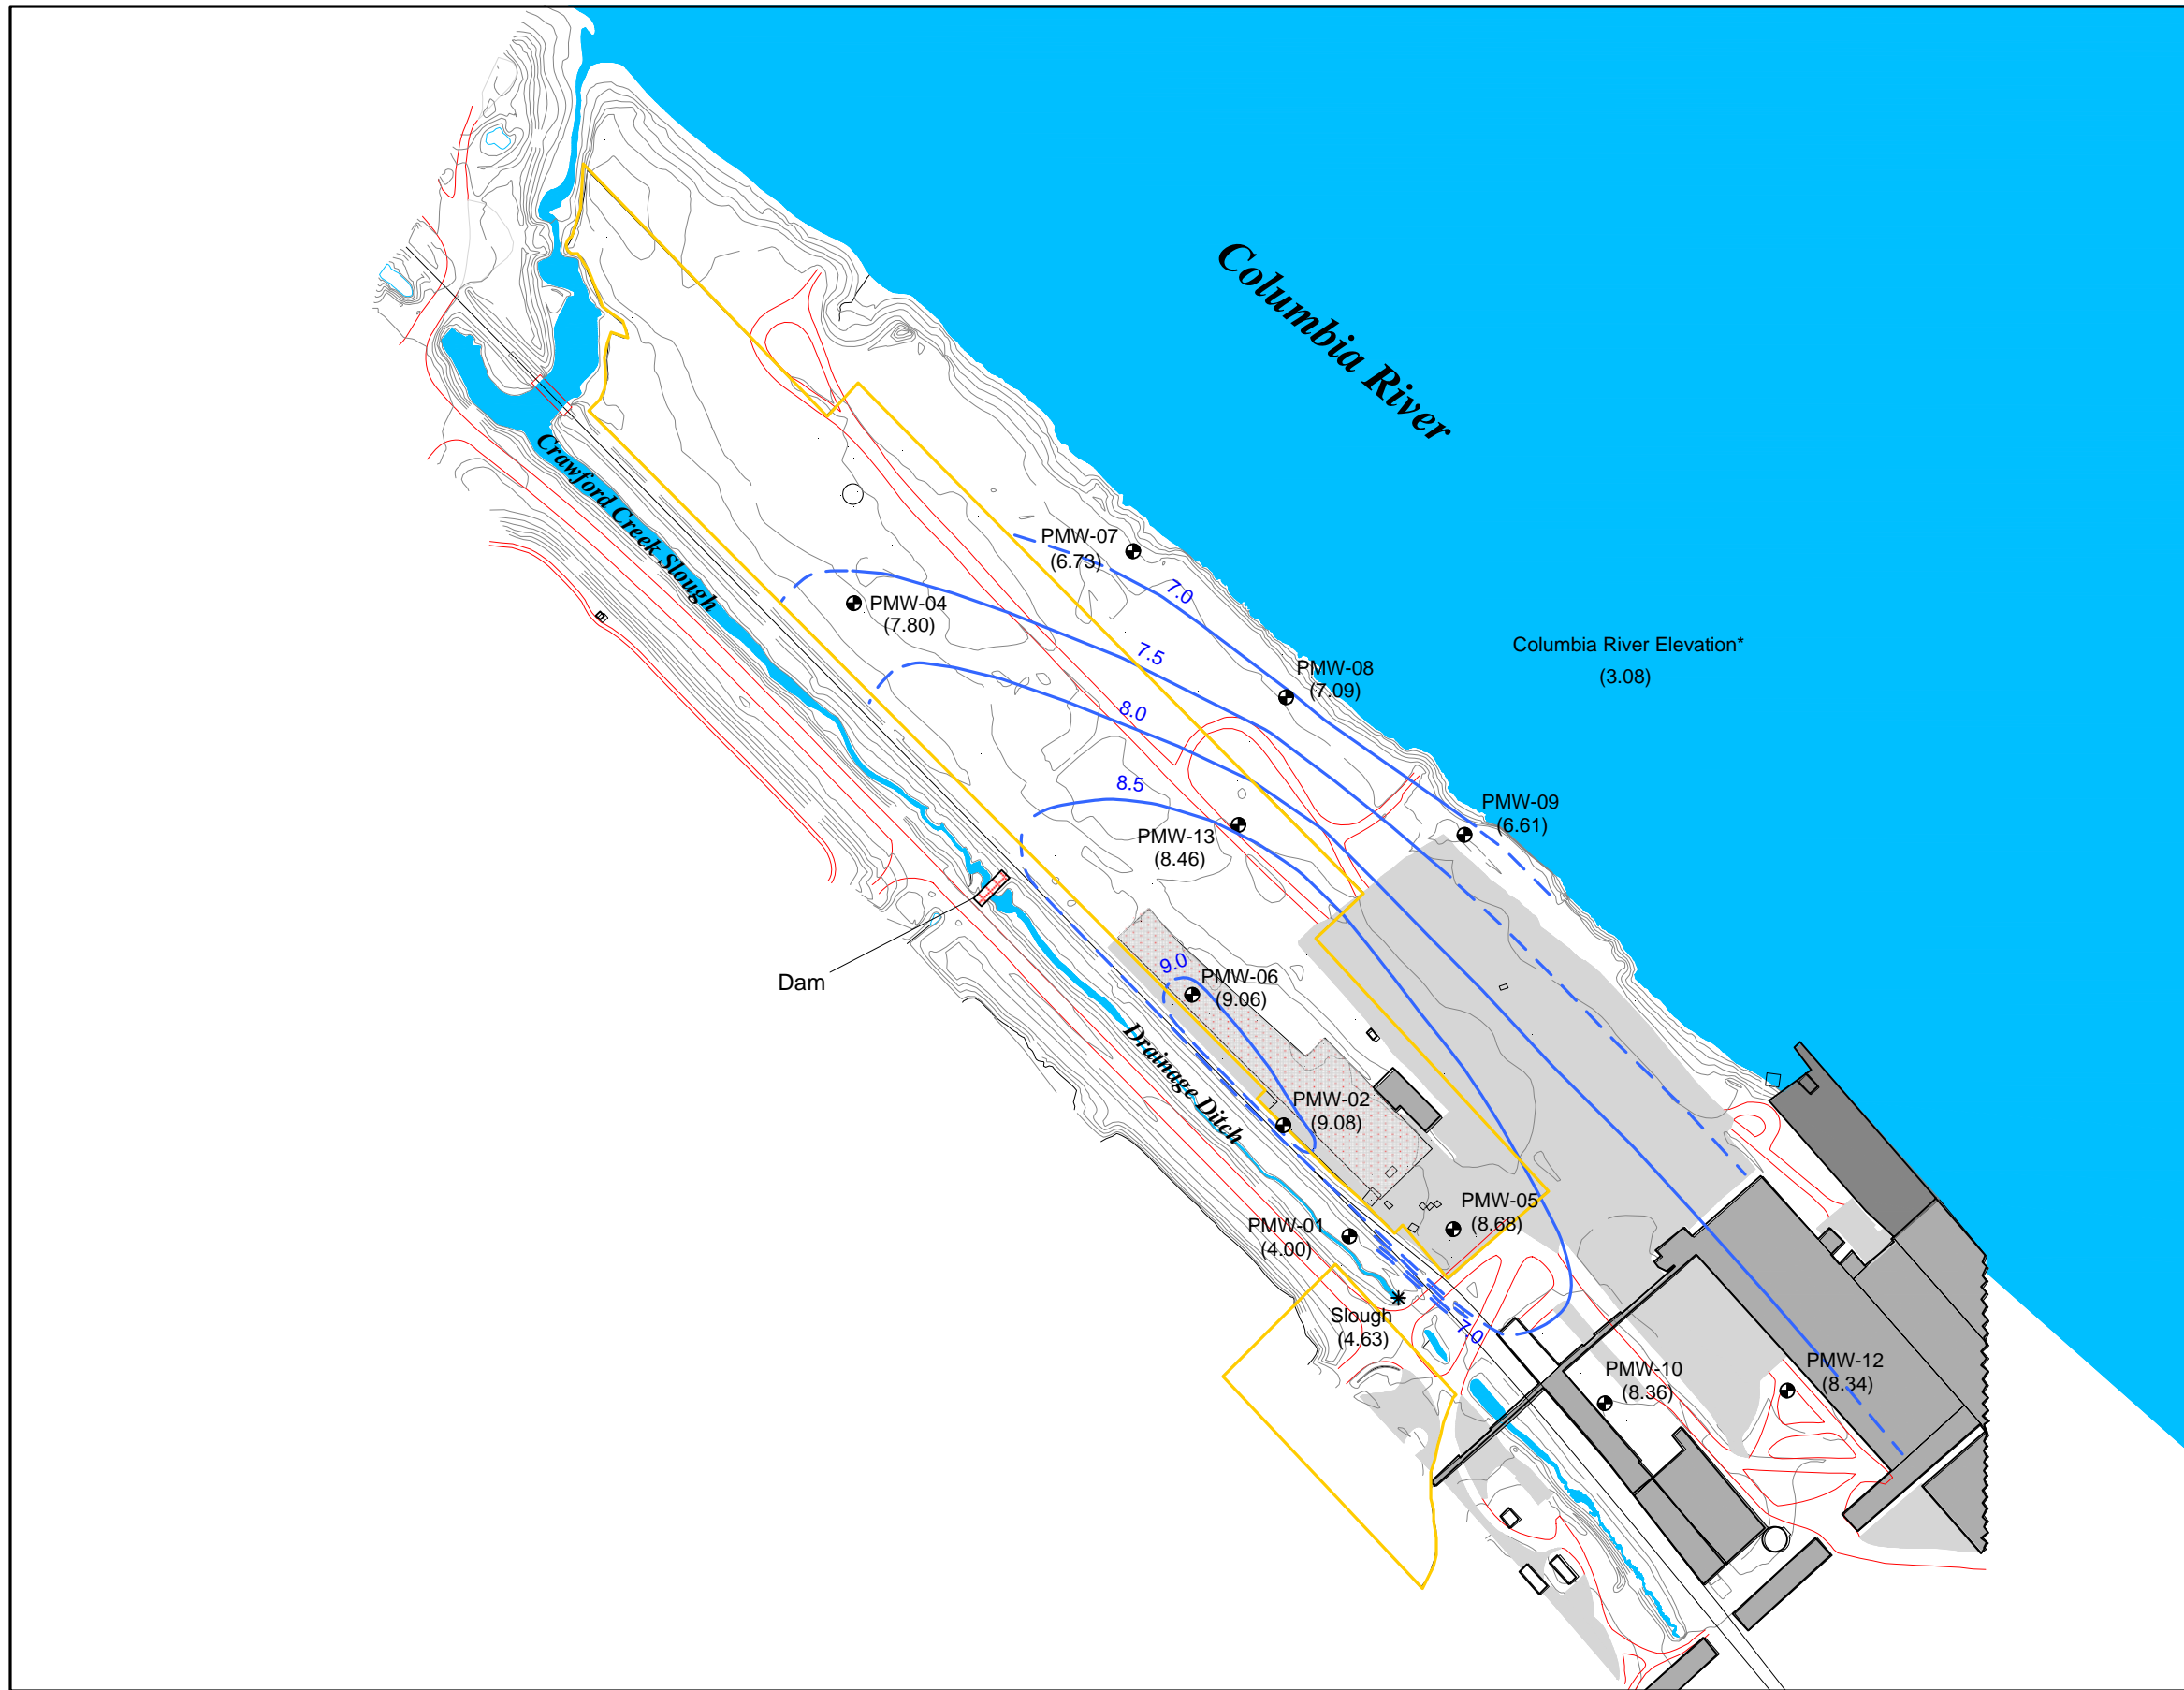 Columbia River
Crawford Creek Slough
PMW-07
(6.73)
7.0
PMW-04
(7.80)
7.5
Columbia River Elevation*
(3.08)
PMW-08
(7.09)
8.0
8.5
PMW-09
(6.61)
PMW-13
(8.46)
Dam
9.0
PMW-06
(9.06)
Drainage Ditch
PMW-02
(9.08)
PMW-05
(8.68)
PMW-01
(4.00)
Slough
(4.63)
7.0
PMW-10
(8.36)
PMW-12
(8.34)